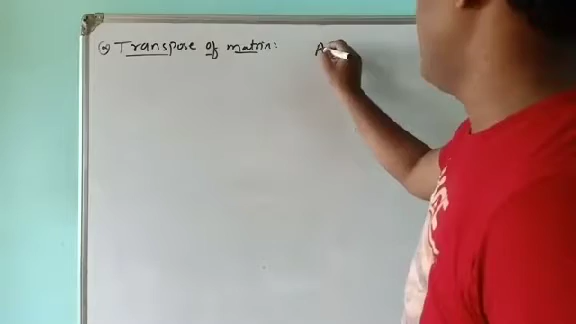 (*) Transpose of matrix: A